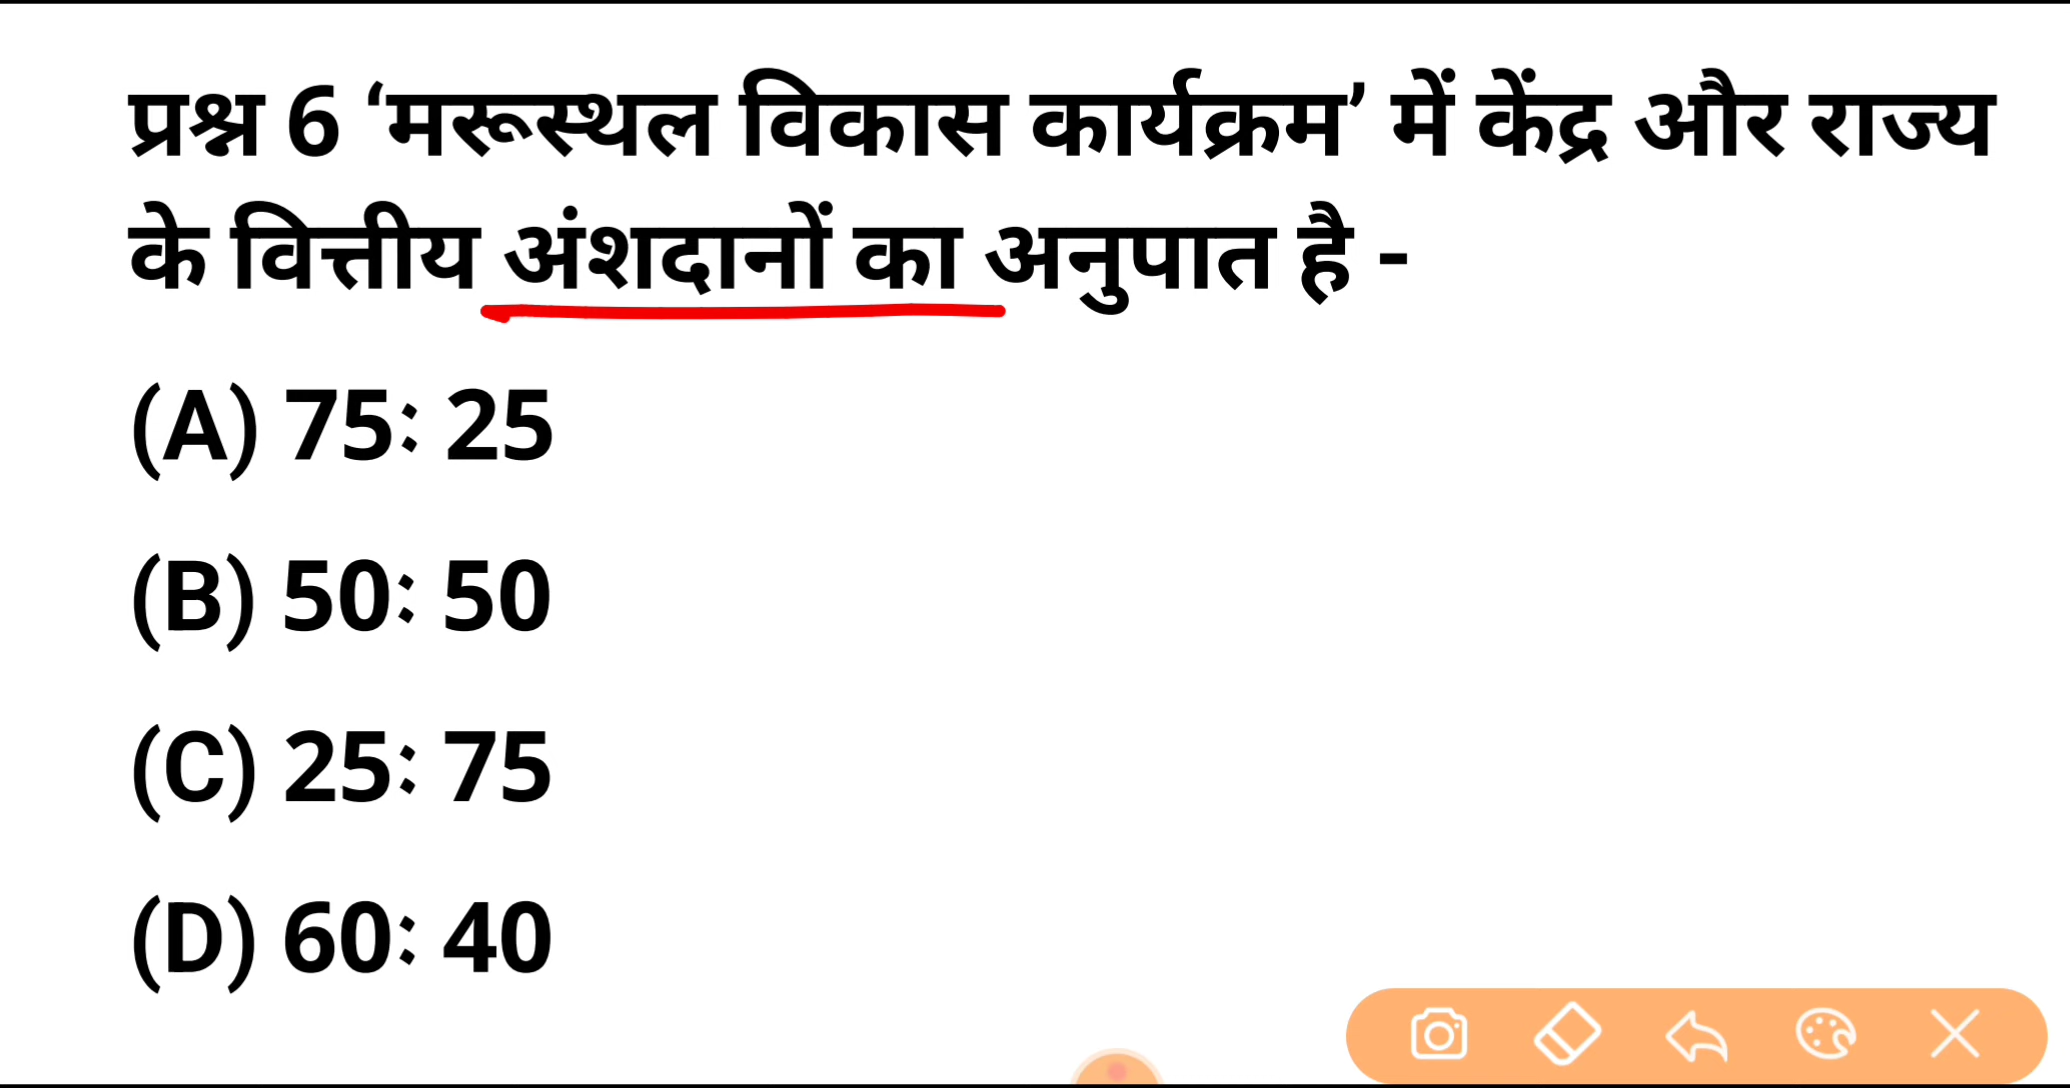 प्रश्न 6 ‘मरूस्थल विकास कार्यक्रम’ में केंद्र और राज्य
के वित्तीय अंशदानों का अनुपात है -
(A) 75: 25
(B) 50: 50
(C) 25: 75
(D) 60: 40